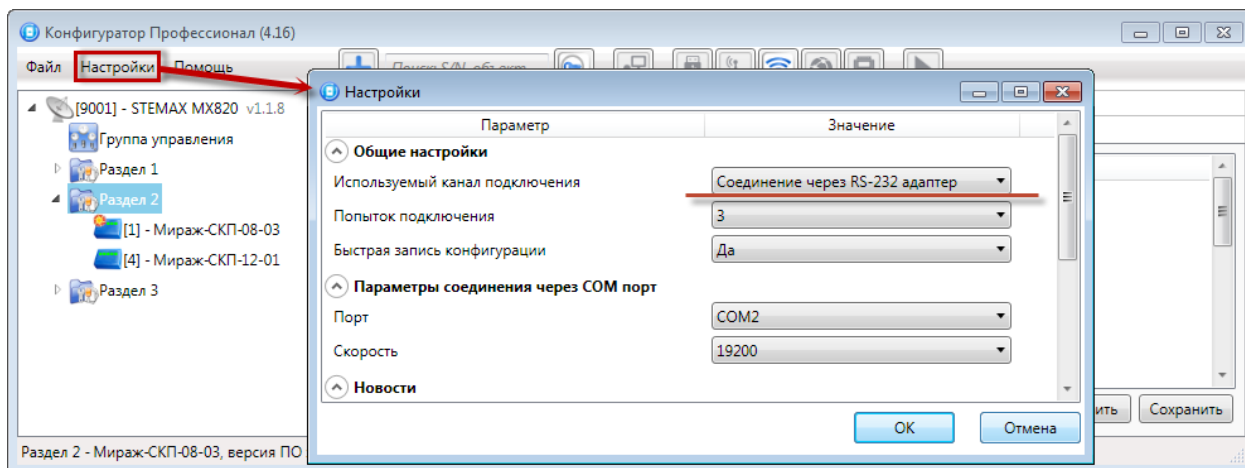 Конфигуратор Профессионал (4.16)
Файл Настройки Помощь
Поиск S/N, объект
[9001] - STEMAX MX820 v1.1.8
Группа управления
Раздел 1
Раздел 2
[1] - Мираж-СКП-08-03
[4] - Мираж-СКП-12-01
Раздел 3
Настройки
Параметр Значение
Общие настройки
Используемый канал подключения Соединение через RS-232 адаптер
Попыток подключения 3
Быстрая запись конфигурации Да
Параметры соединения через COM порт
Порт COM2
Скорость 19200
Новости
OK Отмена
ить Сохранить
Раздел 2 - Мираж-СКП-08-03, версия ПО